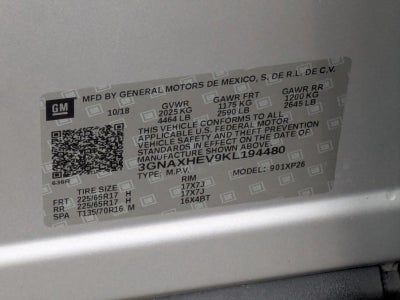 GM
MFD BY GENERAL MOTORS DE MEXICO, S. DE R.L. DE C.V.
10/18 GVWR GAWR FRT GAWR RR
2025 KG 1175 KG 1200 KG
4464 LB 2590 LB 2645 LB
THIS VEHICLE CONFORMS TO ALL
APPLICABLE U.S. FEDERAL MOTOR
VEHICLE SAFETY AND THEFT PREVENTION
STANDARDS IN EFFECT ON THE DATE OF
MANUFACTURE SHOWN ABOVE.
3GNAXHEV9KL194480
TYPE: M.P.V. MODEL: 901XP26
TIRE SIZE RIM
FRT 225/65R17 H 17X7J
RR 225/65R17 H 17X7J
SPA T135/70R16 M 16X4BT